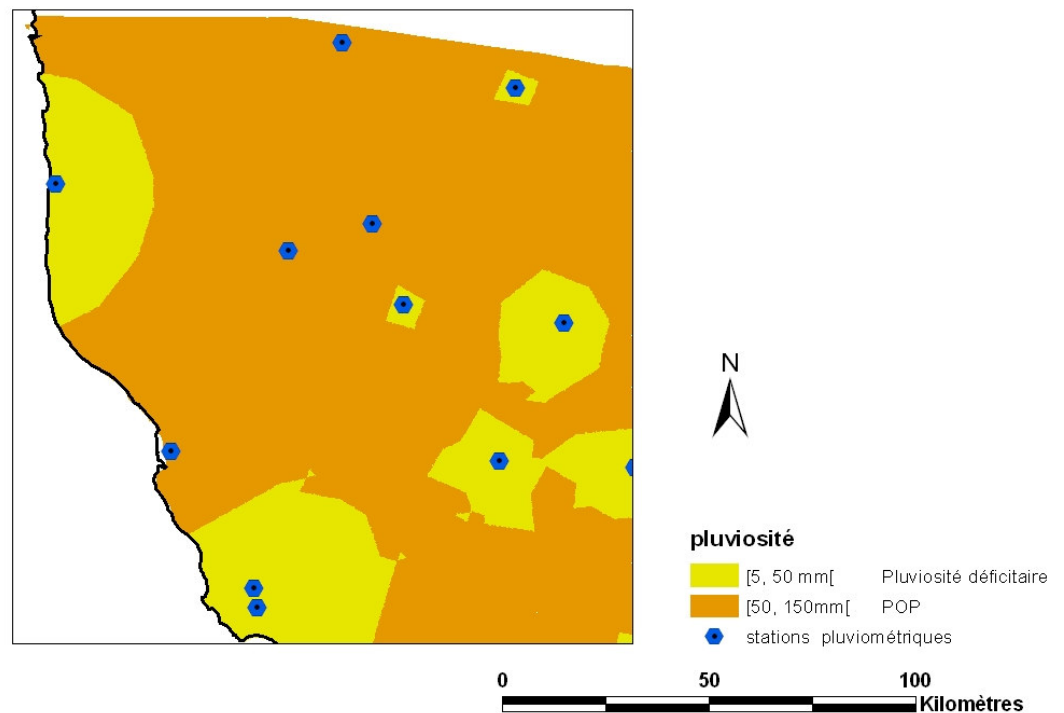 N
pluviosité
[5, 50 mm[ Pluviosité déficitaire
[50, 150mm[ POP
stations pluviométriques
0 50 100
Kilomètres